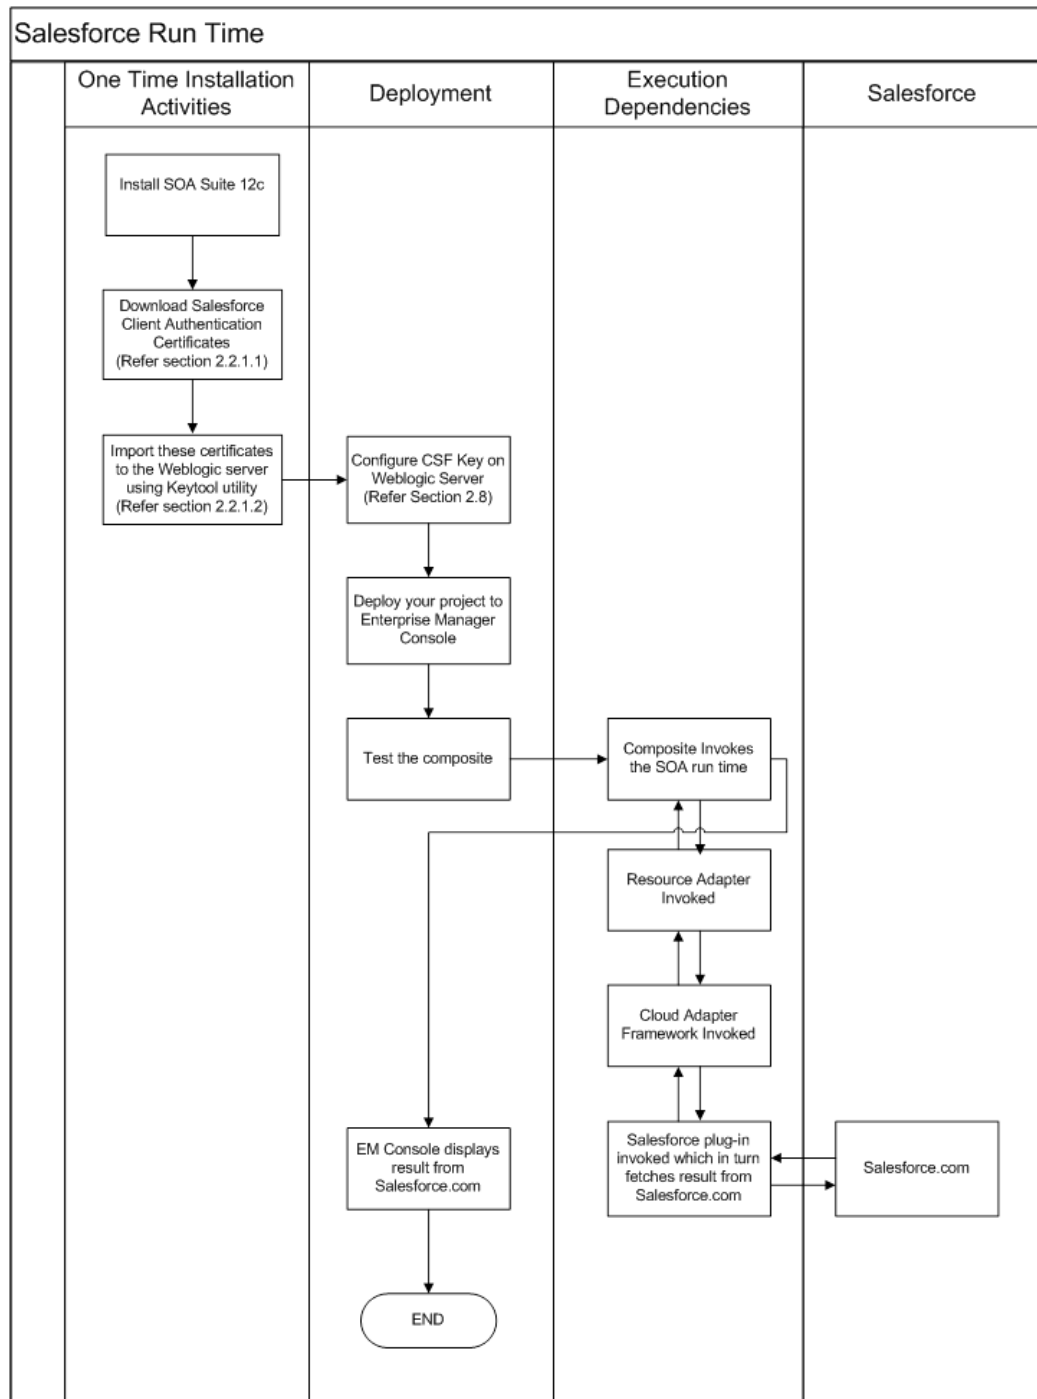 Salesforce Run Time
One Time Installation
Activities
Deployment
Execution
Dependencies
Salesforce
Install SOA Suite 12c
Download Salesforce
Client Authentication
Certificates
(Refer section 2.2.1.1)
Import these certificates
to the Weblogic server
using Keytool utility
(Refer section 2.2.1.2)
Configure CSF Key on
Weblogic Server
(Refer Section 2.8)
Deploy your project to
Enterprise Manager
Console
Test the composite
Composite Invokes
the SOA run time
Resource Adapter
Invoked
Cloud Adapter
Framework Invoked
Salesforce plug-in
invoked which in turn
fetches result from
Salesforce.com
Salesforce.com
EM Console displays
result from
Salesforce.com
END